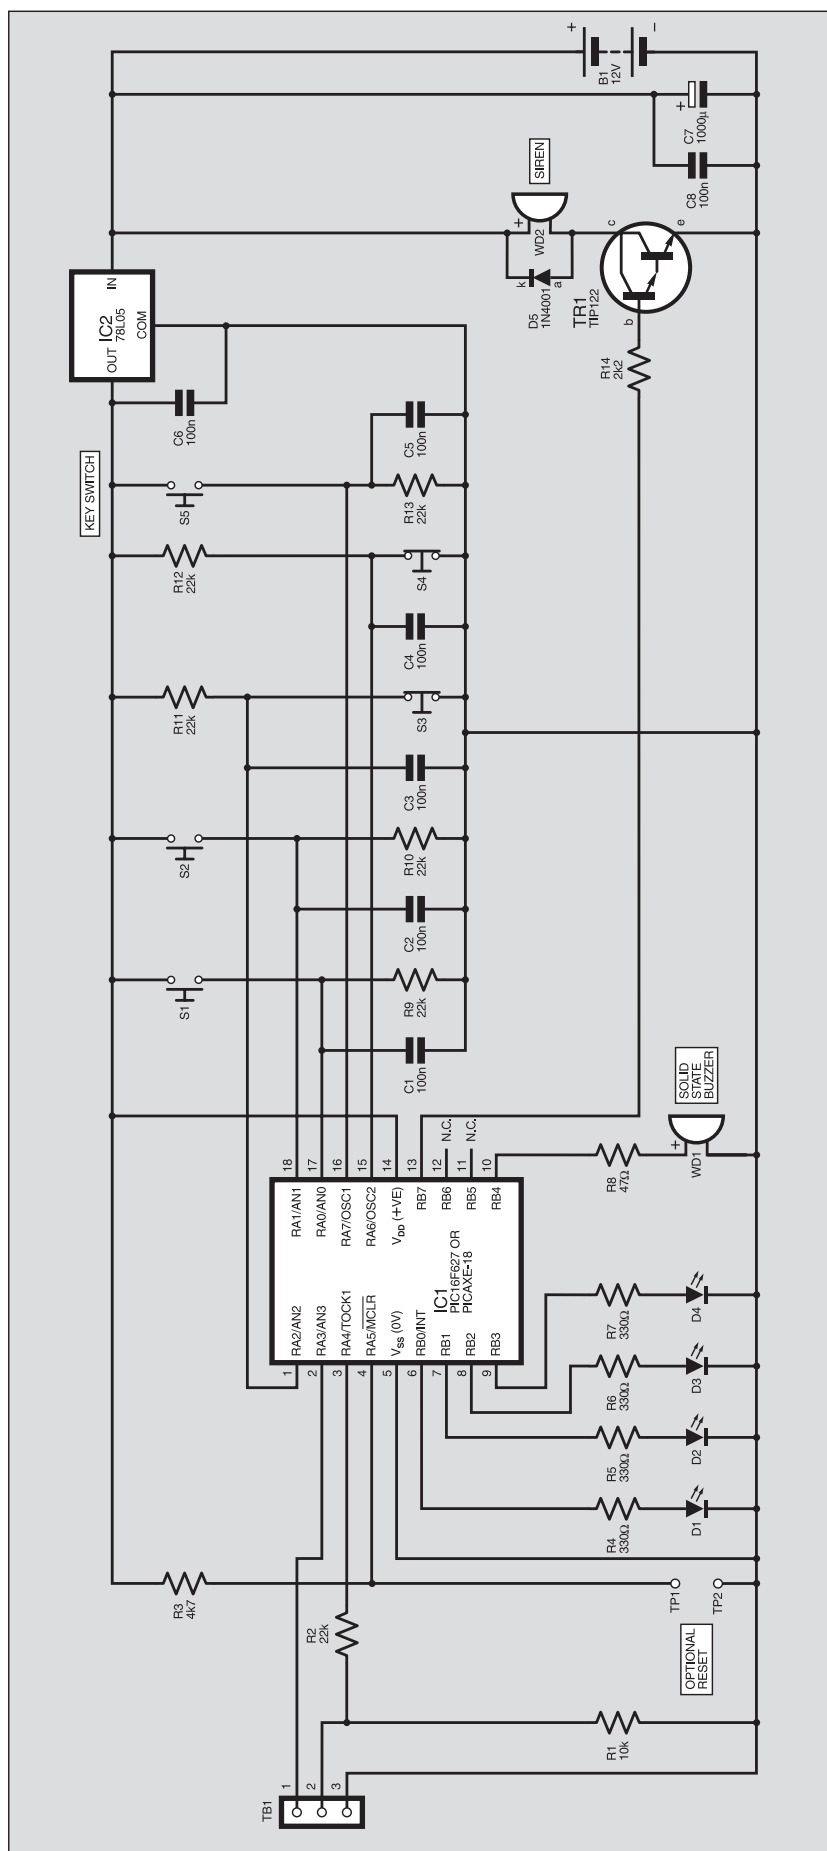 TB1
1
2
3
R1
10k
R2
22k
R3
4k7
OPTIONAL
RESET
TP1
TP2
R4
330Ω
R5
330Ω
R6
330Ω
R7
330Ω
D1
D2
D3
D4
1
2
3
4
5
6
7
8
9
RA2/AN2
RA3/AN3
RA4/TOCK1
RA5/MCLR
VSS (0V)
RB0/INT
RB1
RB2
RB3
IC1
PIC16F627 OR
PICAXE-18
RA1/AN1
RA0/AN0
RA7/OSC1
RA6/OSC2
VDD (+VE)
RB7
RB6
RB5
RB4
18
17
16
15
14
13
12
11
10
N.C.
N.C.
R8
47Ω
+
WD1
SOLID
STATE
BUZZER
C1
100n
S1
R9
22k
C2
100n
S2
R10
22k
C3
100n
R11
22k
S3
C4
100n
R12
22k
S4
KEY SWITCH
S5
R13
22k
C5
100n
C6
100n
OUT
IN
IC2
78L05
COM
R14
2k2
TR1
TIP122
b
c
e
D5
1N4001
k
a
+
WD2
SIREN
C8
100n
+
C7
1000µ
B1
12V
+
−